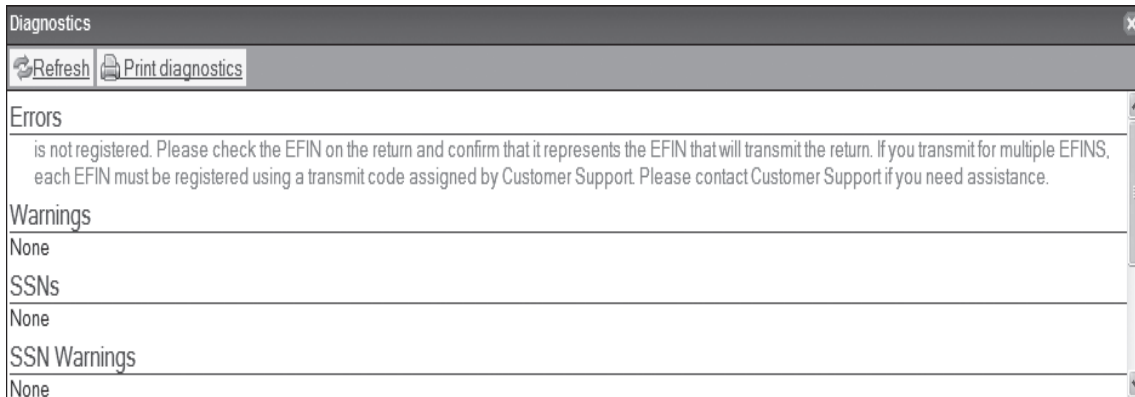 Diagnostics
Refresh Print diagnostics
Errors
is not registered. Please check the EFIN on the return and confirm that it represents the EFIN that will transmit the return. If you transmit for multiple EFINS,
each EFIN must be registered using a transmit code assigned by Customer Support. Please contact Customer Support if you need assistance.
Warnings
None
SSNs
None
SSN Warnings
None